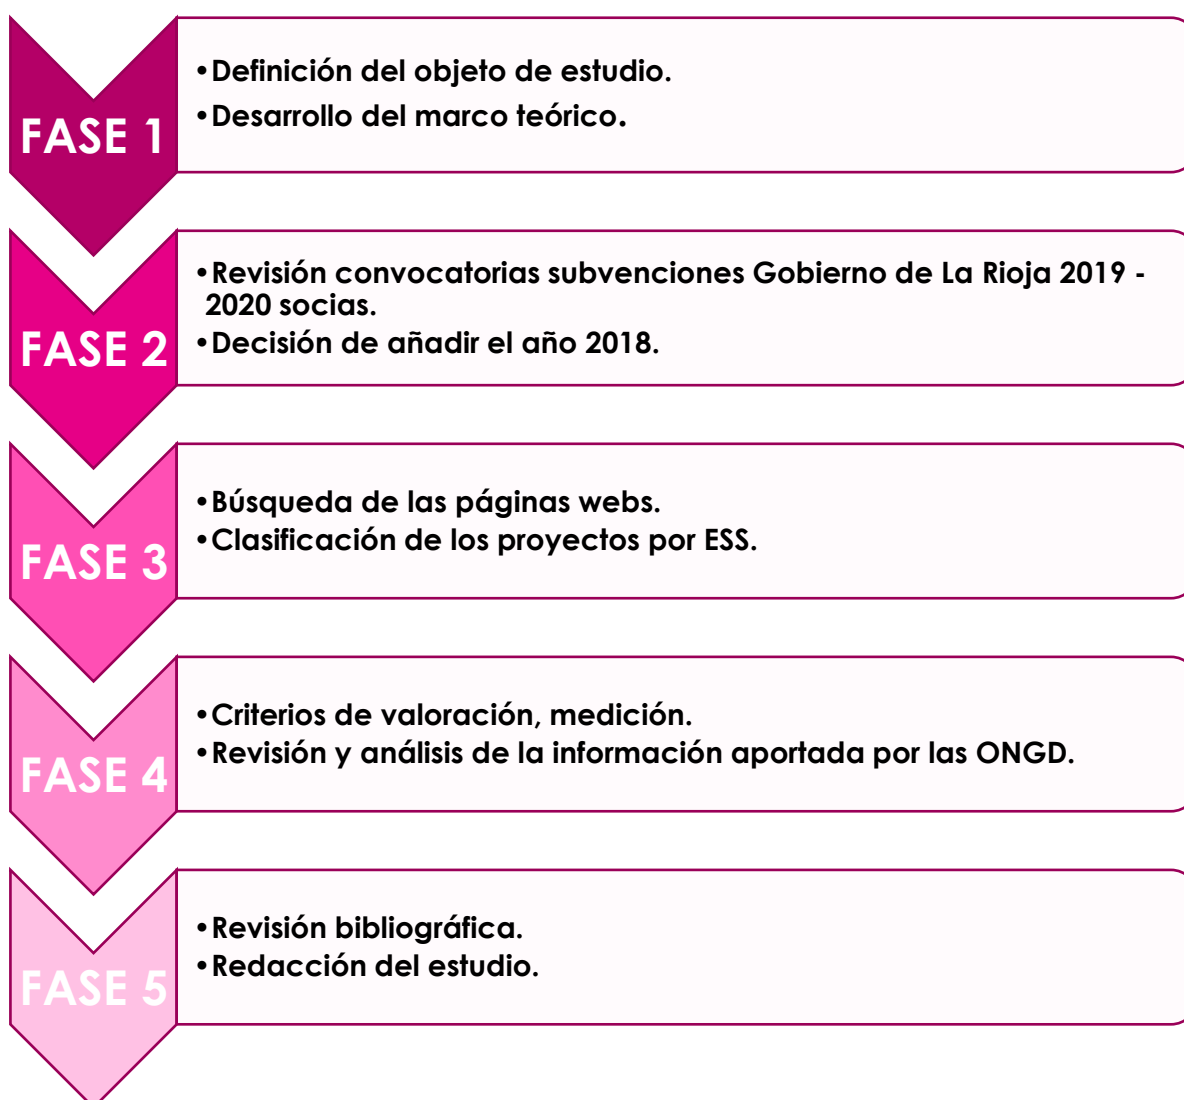 FASE 1
•Definición del objeto de estudio.
•Desarrollo del marco teórico.
FASE 2
•Revisión convocatorias subvenciones Gobierno de La Rioja 2019 -
2020 socias.
•Decisión de añadir el año 2018.
FASE 3
•Búsqueda de las páginas webs.
•Clasificación de los proyectos por ESS.
FASE 4
•Criterios de valoración, medición.
•Revisión y análisis de la información aportada por las ONGD.
FASE 5
•Revisión bibliográfica.
•Redacción del estudio.